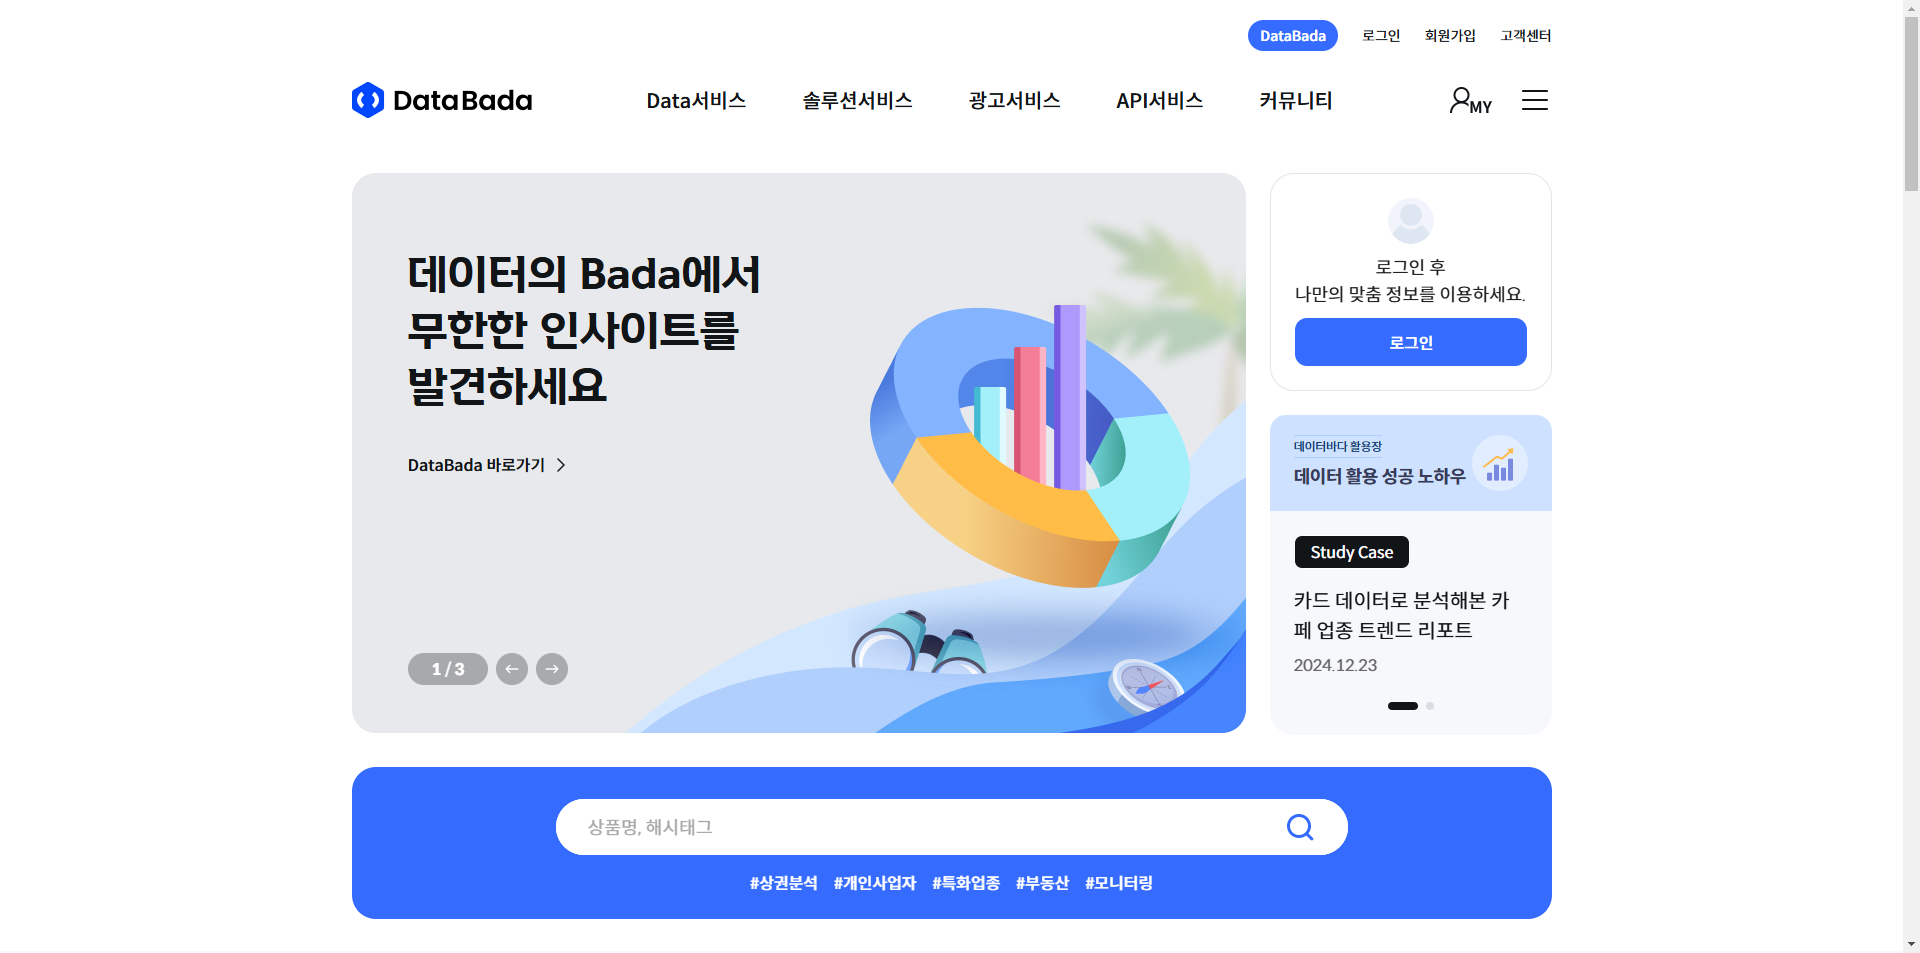 DataBada 로그인 회원가입 고객센터
DataBada
Data서비스 솔루션서비스 광고서비스 API서비스 커뮤니티
MY
데이터의 Bada에서
무한한 인사이트를
발견하세요
DataBada 바로가기
1 / 3
로그인 후
나만의 맞춤 정보를 이용하세요.
로그인
데이터바다 활용장
데이터 활용 성공 노하우
Study Case
카드 데이터로 분석해본 카
페 업종 트렌드 리포트
2024.12.23
상품명, 해시태그
#상권분석 #개인사업자 #특화업종 #부동산 #모니터링